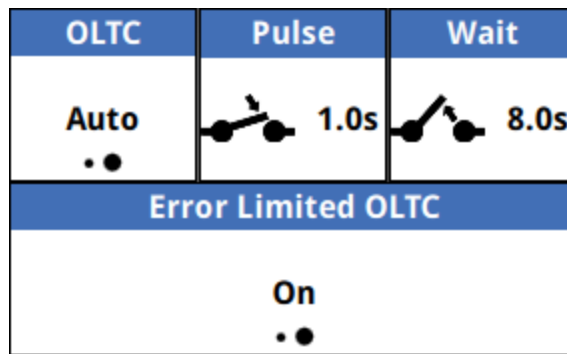 OLTC Pulse Wait
Auto 1.0s 8.0s
Error Limited OLTC
On